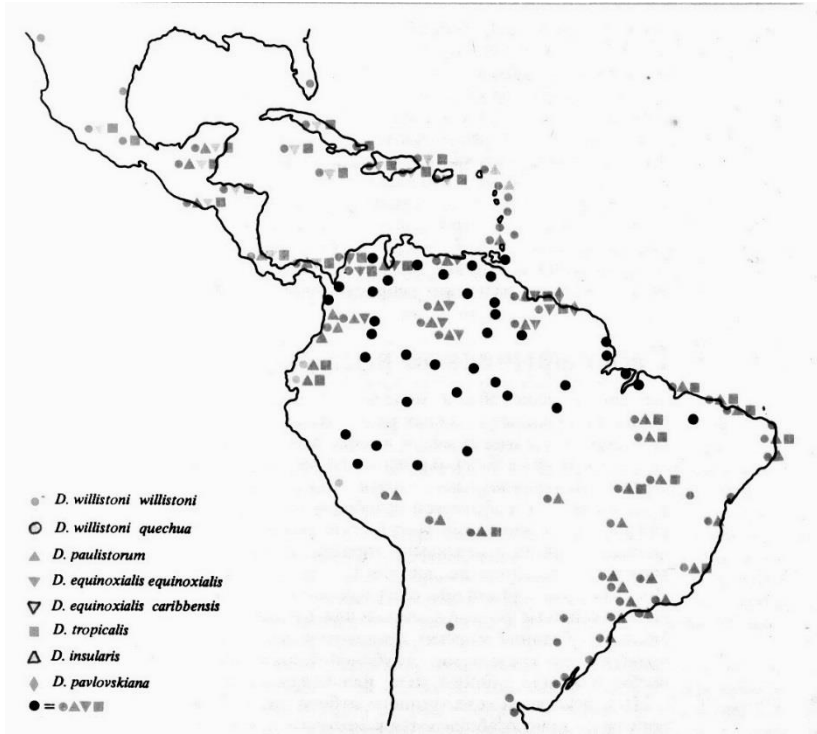 D. willistoni willistoni
D. willistoni quechua
D. paulistorum
D. equinoxialis equinoxialis
D. equinoxialis caribbensis
D. tropicalis
D. insularis
D. pavlovskiana
=